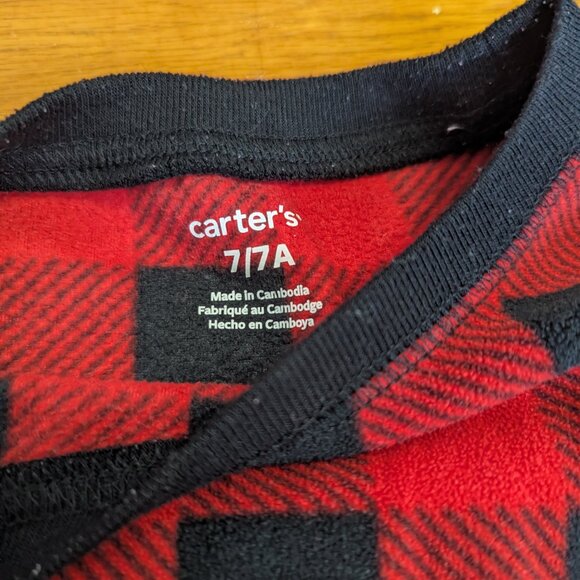 carter's
7/7A
Made in Cambodia
Fabriqué au Cambodge
Hecho en Camboya